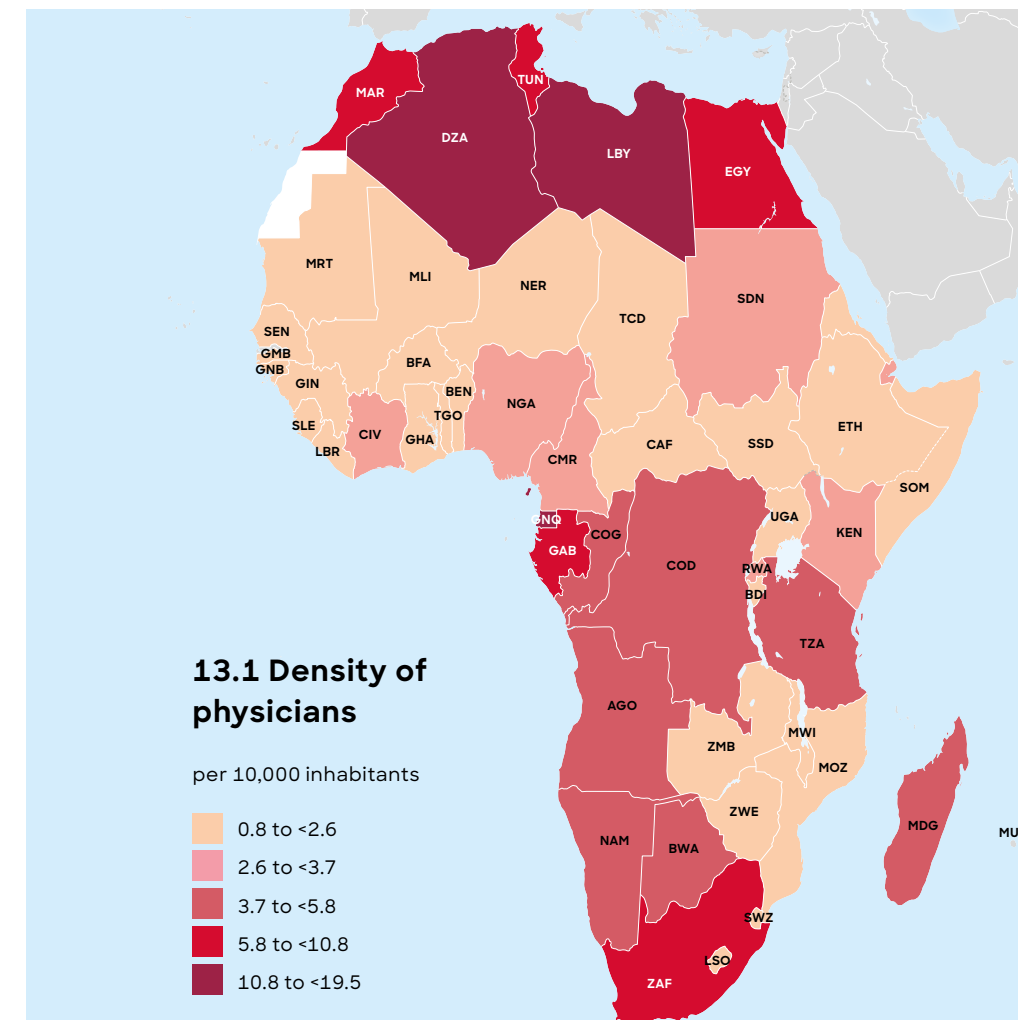 MAR
TUN
DZA
LBY
EGY
MRT
MLI
NER
TCD
SDN
SEN
GMB
GNB
GIN
BFA
BEN
NGA
SLE
TGO
CIV
GHA
LBR
CMR
CAF
SSD
ETH
SOM
GNQ
GAB
COG
COD
UGA
KEN
RWA
BDI
TZA
13.1 Density of
physicians
per 10,000 inhabitants
0.8 to <2.6
2.6 to <3.7
3.7 to <5.8
5.8 to <10.8
10.8 to <19.5
AGO
ZMB
MWI
MOZ
ZWE
NAM
BWA
MDG
MU
SWZ
LSO
ZAF